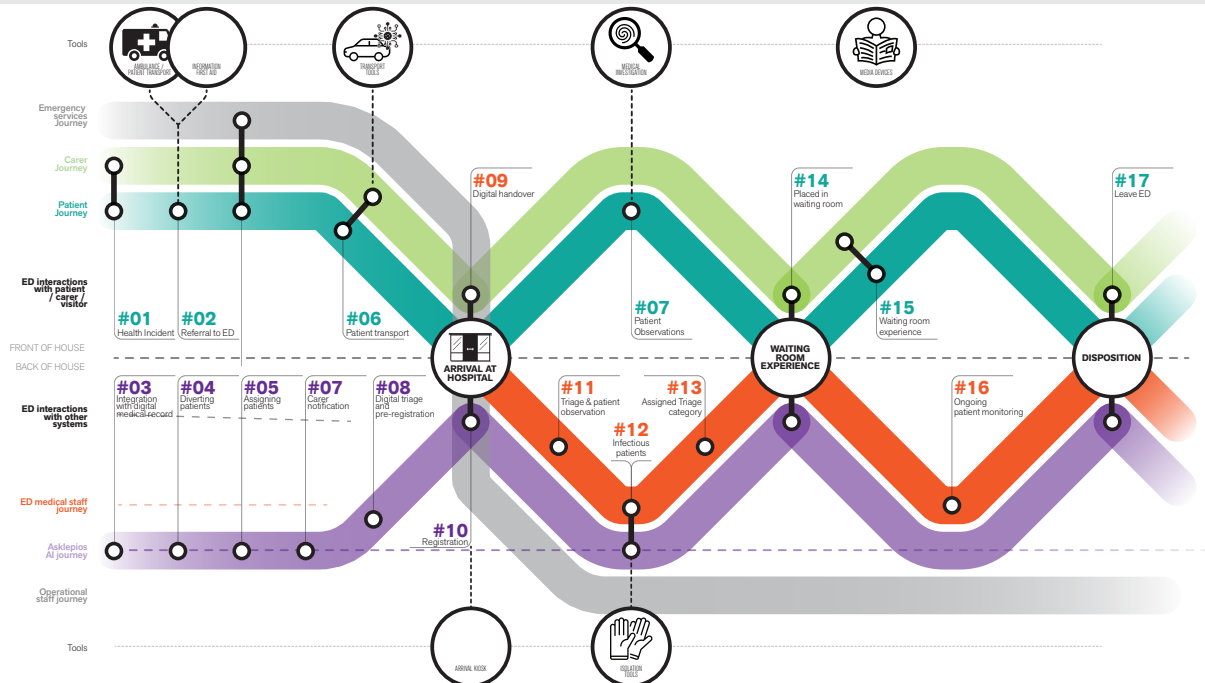 Tools
AMBULANCE /
PATIENT TRANSPORT
INFORMATION
FIRST AID
TRANSPORT
TOOLS
MEDICAL
INVESTIGATION
MEDIA DEVICES
Emergency
services
Journey
Carer
Journey
Patient
Journey
#09
Digital handover
#14
Placed in
waiting room
#17
Leave ED
ED interactions
with patient
/ carer /
visitor
#01
Health Incident
#02
Referral to ED
#06
Patient transport
#07
Patient
Observations
#15
Waiting room
experience
FRONT OF HOUSE
BACK OF HOUSE
ARRIVAL AT
HOSPITAL
WAITING
ROOM
EXPERIENCE
DISPOSITION
ED interactions
with other
systems
#03
Integration
with digital
medical record
#04
Diverting
patients
#05
Assigning
patients
#07
Carer
notification
#08
Digital triage
and
pre-registration
#11
Triage & patient
observation
#13
Assigned Triage
category
#16
Ongoing
patient monitoring
#12
Infectious
patients
ED medical staff
journey
#10
Registration
Asklepios
AI journey
Operational
staff journey
Tools
ARRIVAL KIOSK
ISOLATION
TOOLS